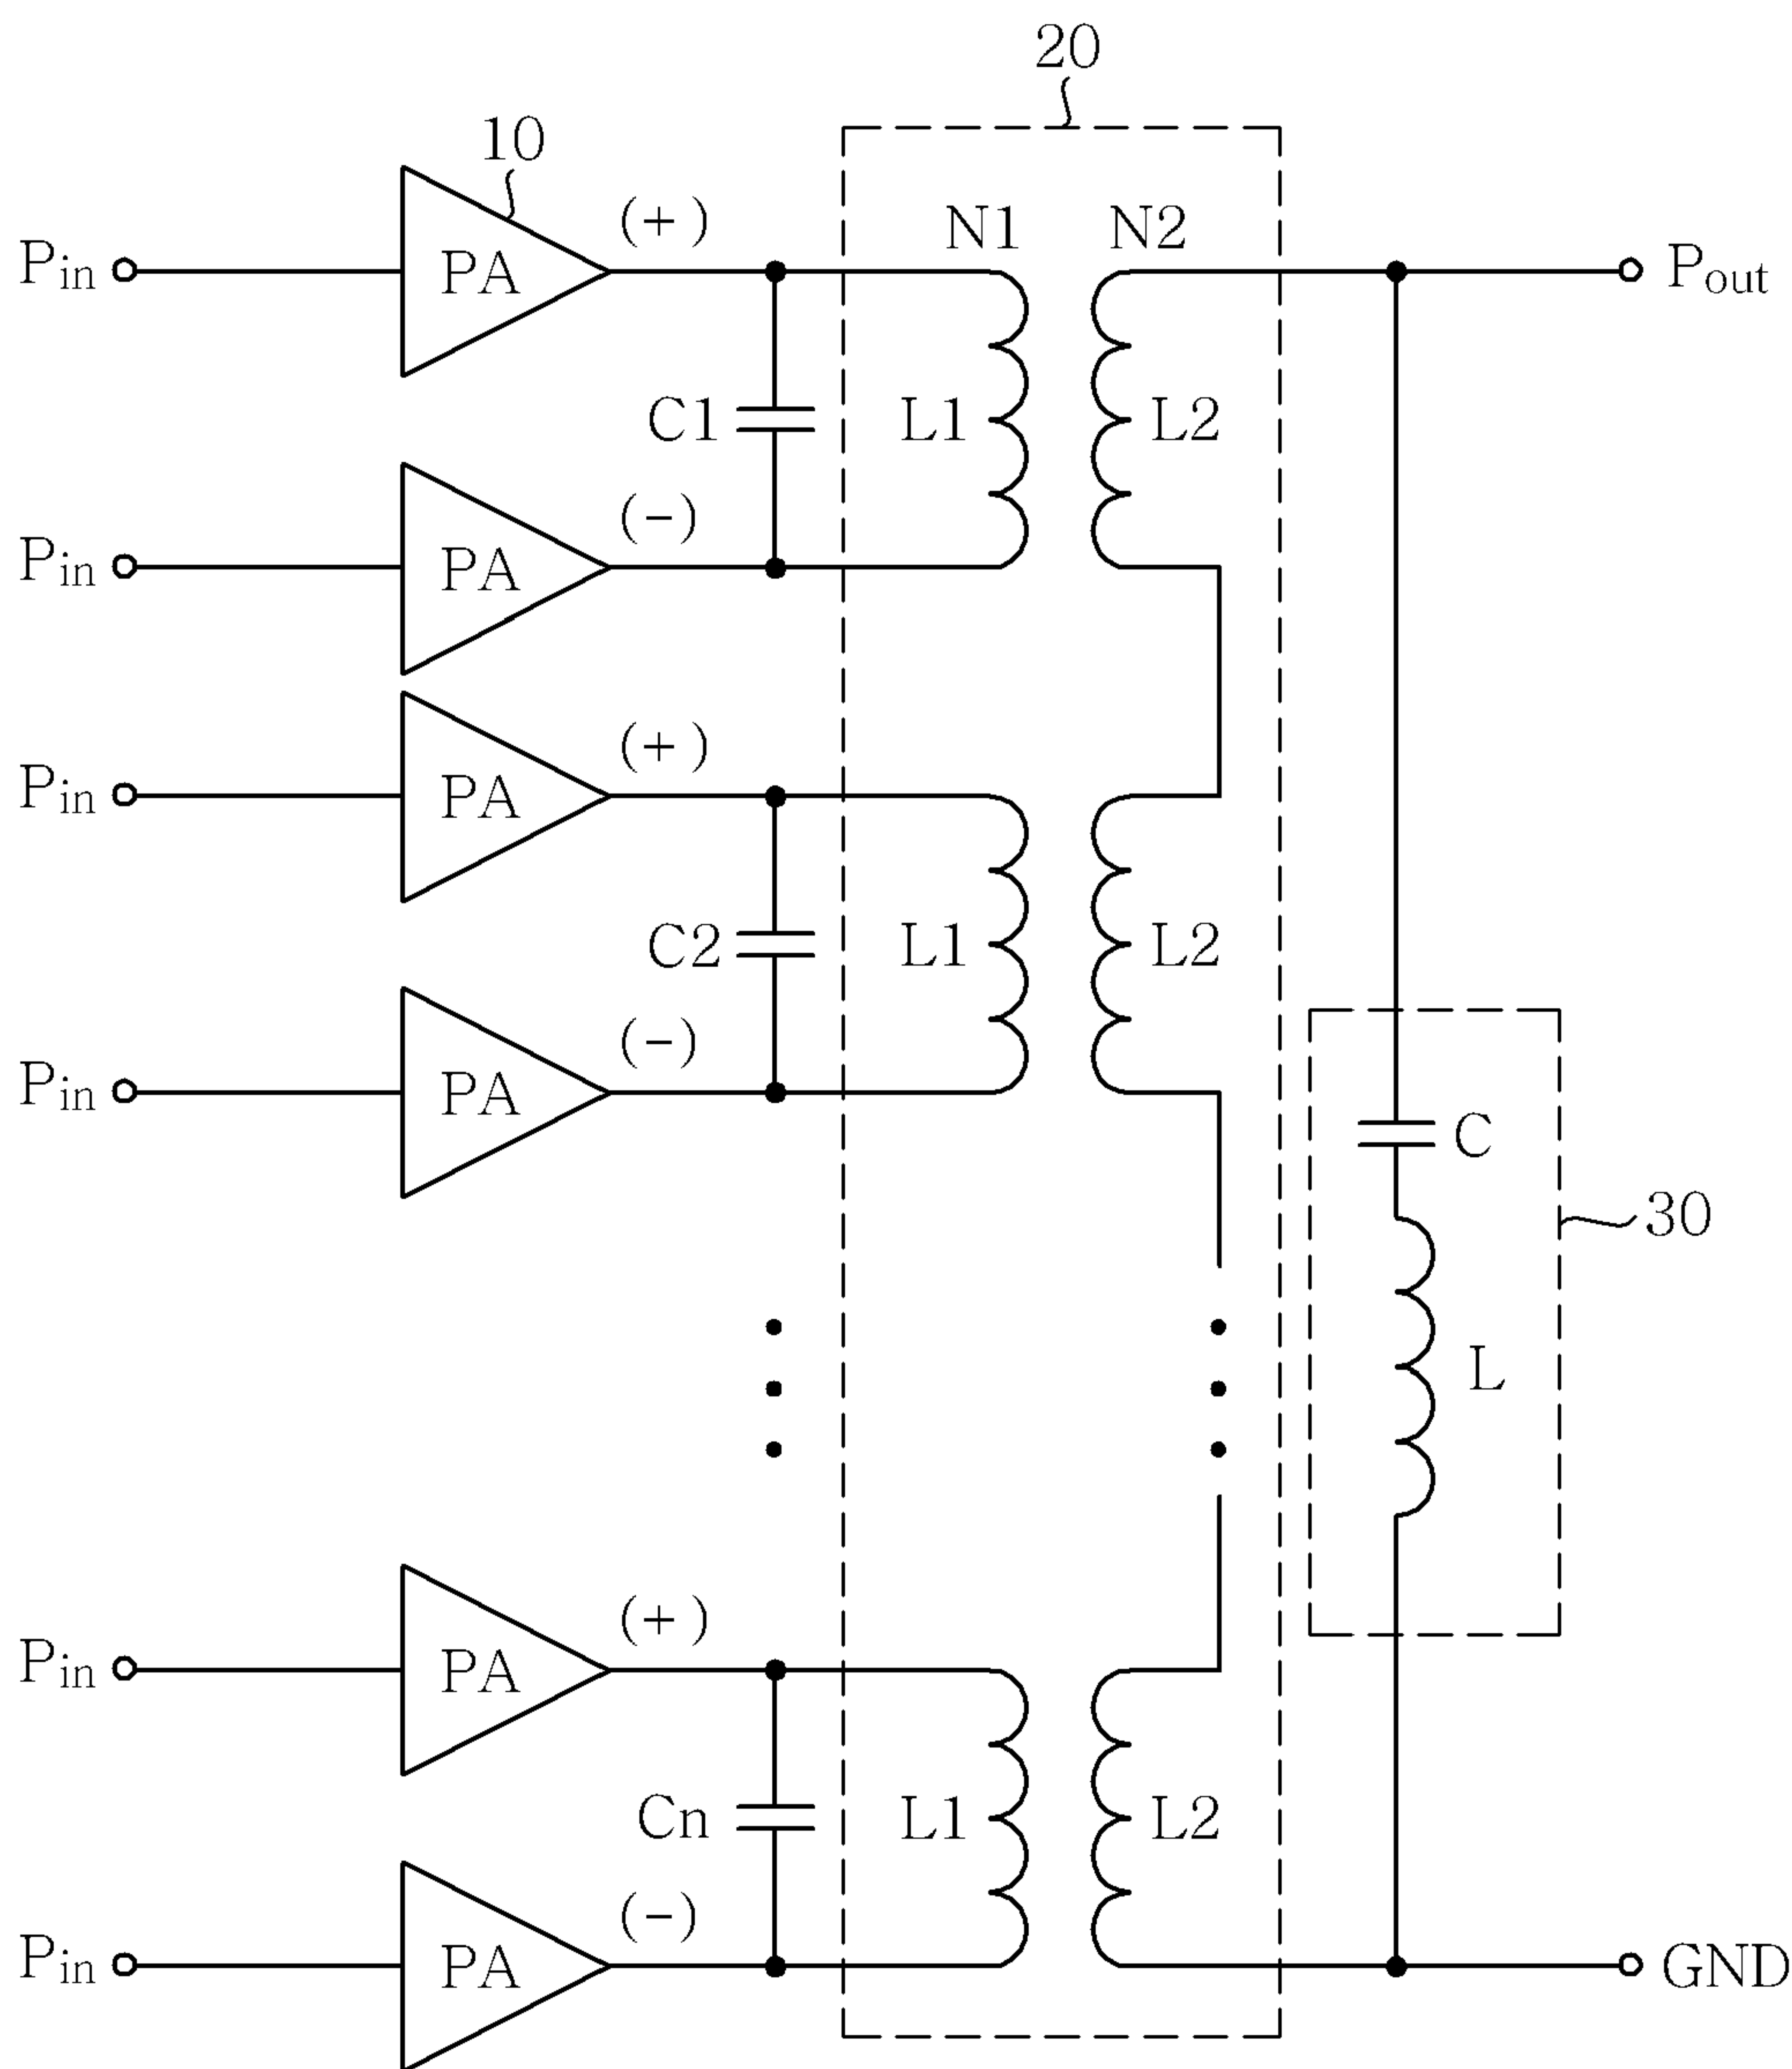 20
10
(+)
N1 N2
Pin PA Pout
C1 L1 L2
(-)
Pin PA
(+)
Pin PA
C2 L1 L2
(-)
Pin PA
C
30
L
(+)
Pin PA
Cn L1 L2
(-)
Pin PA GND